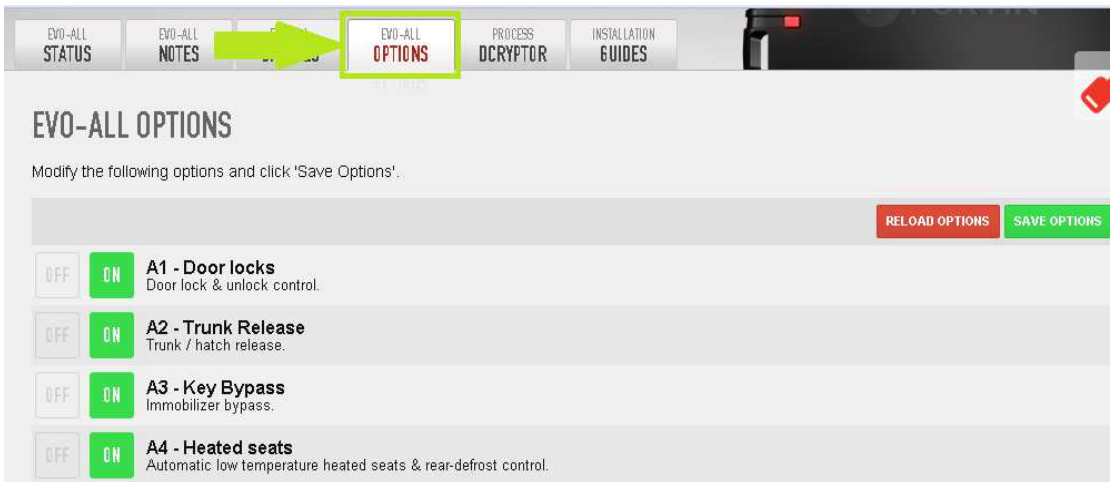 EVO-ALL
STATUS
EVO-ALL
NOTES
EVO-ALL
OPTIONS
PROCESS
DCRYPTOR
INSTALLATION
GUIDES
EVO-ALL OPTIONS
Modify the following options and click 'Save Options'.
RELOAD OPTIONS
SAVE OPTIONS
OFF
ON
A1 - Door locks
Door lock & unlock control.
OFF
ON
A2 - Trunk Release
Trunk / hatch release.
OFF
ON
A3 - Key Bypass
Immobilizer bypass.
OFF
ON
A4 - Heated seats
Automatic low temperature heated seats & rear-defrost control.